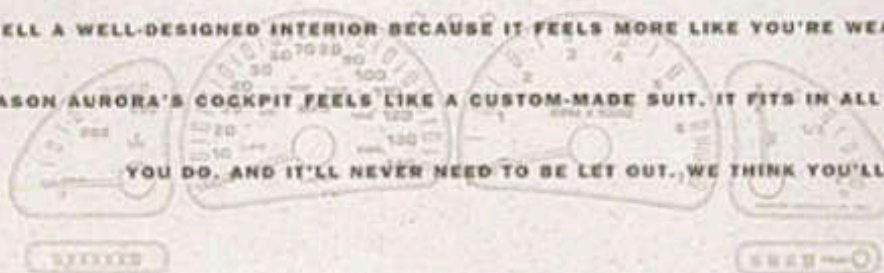 ELL A WELL-DESIGNED INTERIOR BECAUSE IT FEELS MORE LIKE YOU'RE WEA
ASON AURORA'S COCKPIT FEELS LIKE A CUSTOM-MADE SUIT. IT FITS IN ALL
YOU DO. AND IT'LL NEVER NEED TO BE LET OUT. WE THINK YOU'LL